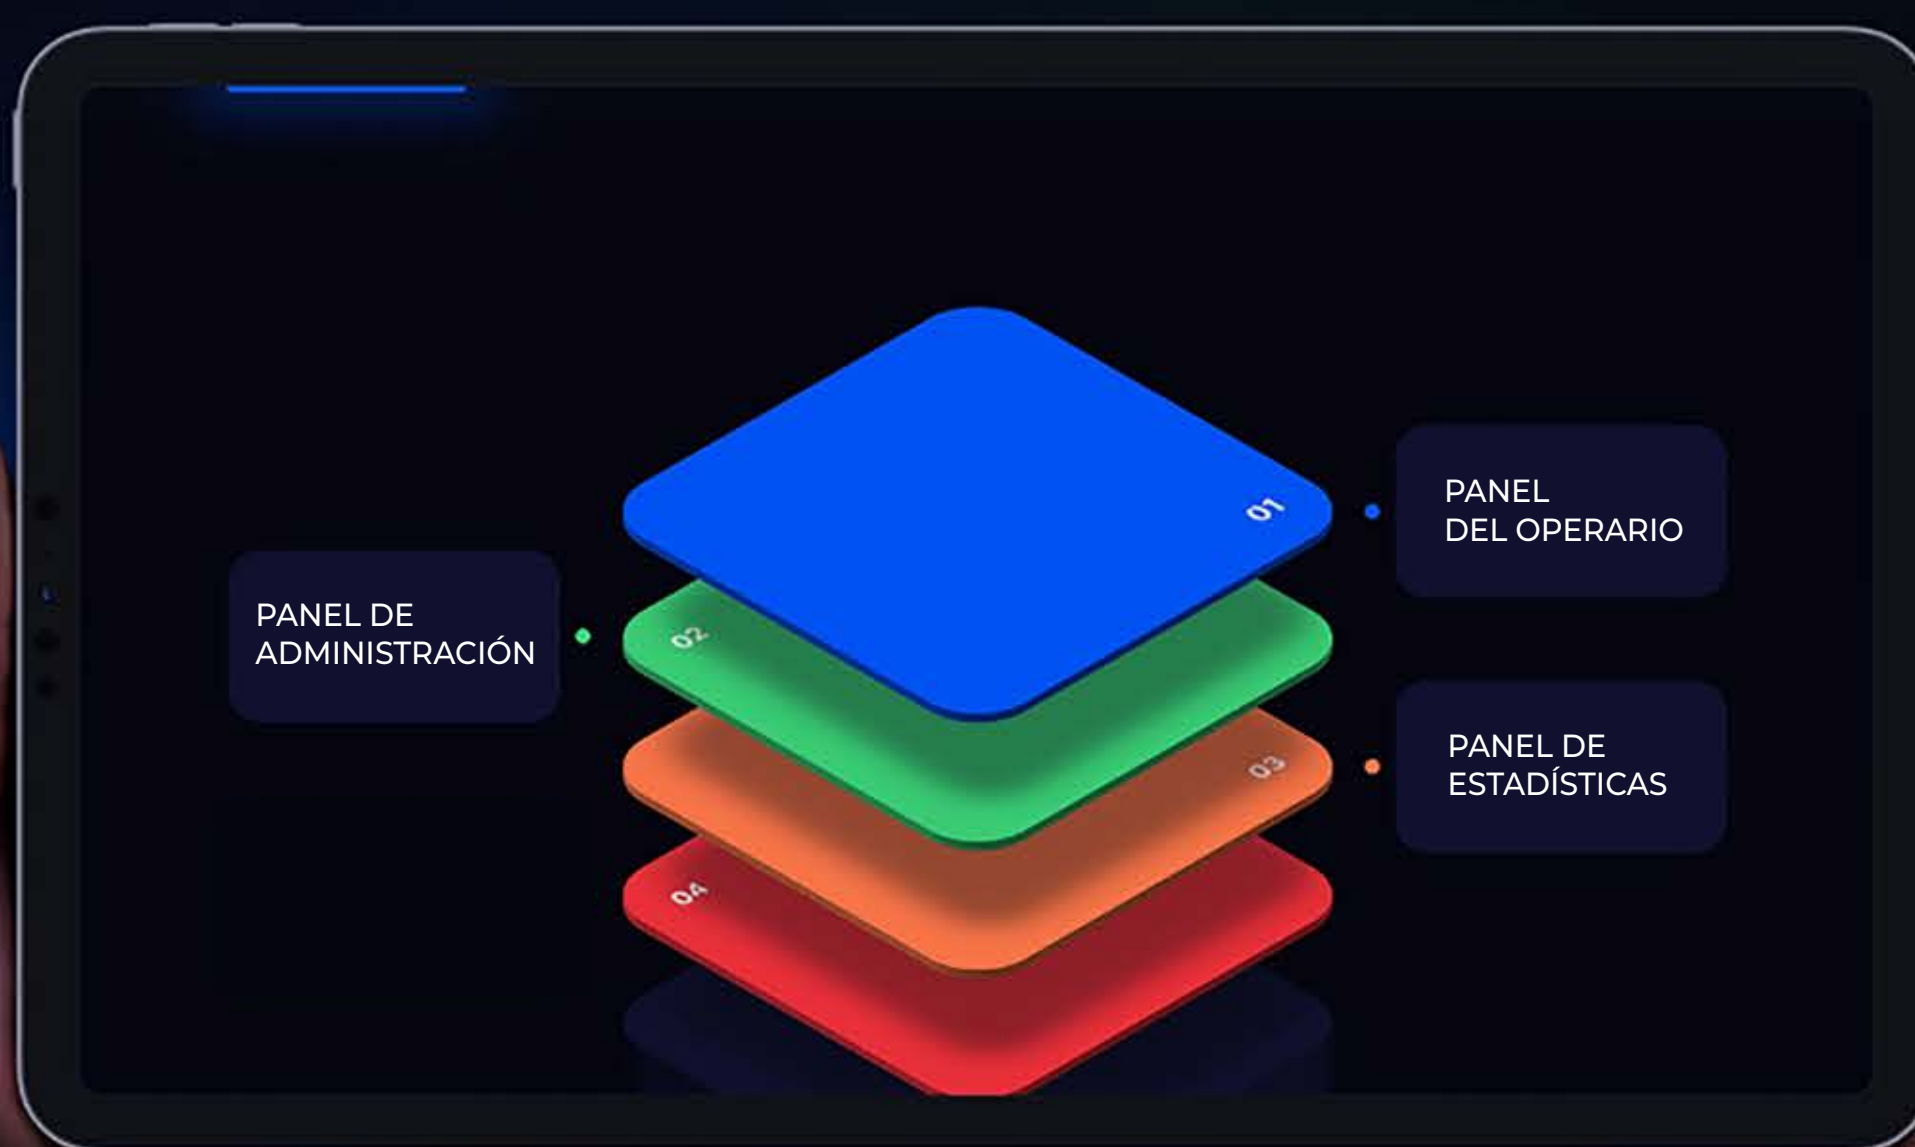 01
PANEL
DEL OPERARIO
PANEL DE
ADMINISTRACIÓN
02
PANEL DE
ESTADÍSTICAS
03
04